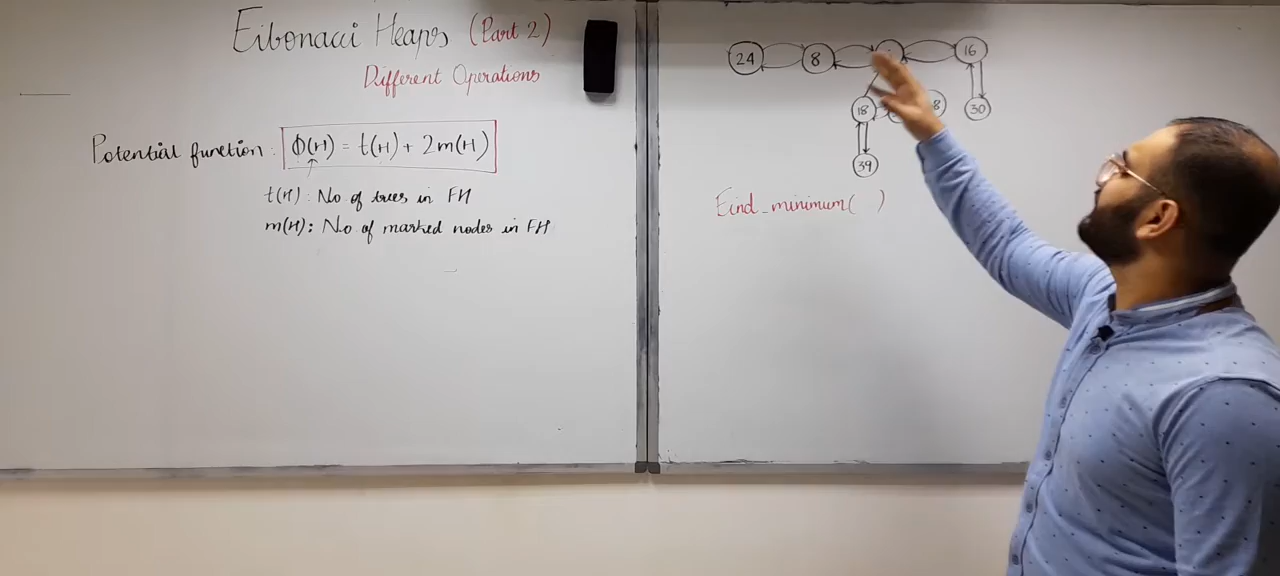 Fibonacci Heaps (Part 2)
Different Operations
Potential function: Φ(H) = t(H) + 2m(H)
t(H): No of trees in FH
m(H): No of marked nodes in FH
24 8 16
18 8 30
39
Find_minimum( )